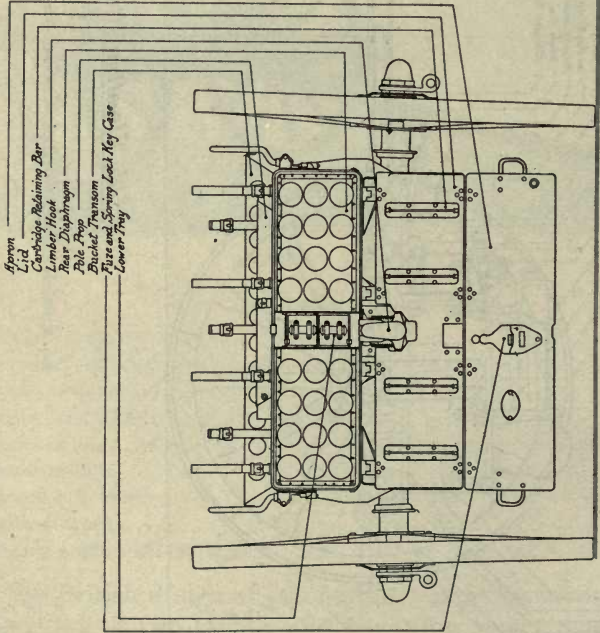 Apron
Lid
Cartridge Retaining Bar
Limber Hook
Rear Diaphragm
Pole Prop
Bucket Transom
Fuze and Spring Lock Key Case
Lower Tray